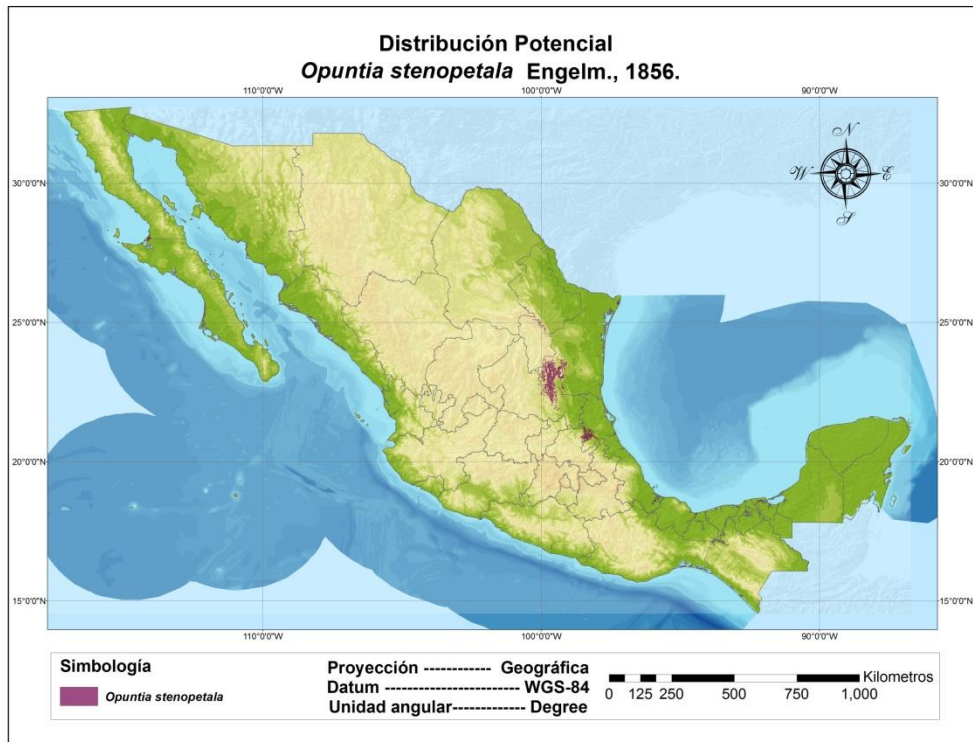 Distribución Potencial
Opuntia stenopetala Engelm., 1856.
110°0'0"W 100°0'0"W 90°0'0"W
N
W E
S
30°0'0"N 30°0'0"N
25°0'0"N 25°0'0"N
20°0'0"N 20°0'0"N
15°0'0"N 15°0'0"N
110°0'0"W 100°0'0"W 90°0'0"W
Simbología
Opuntia stenopetala
Proyección ------------ Geográfica
Datum ------------------------ WGS-84
Unidad angular--------------- Degree
Kilometros
0 125 250 500 750 1,000